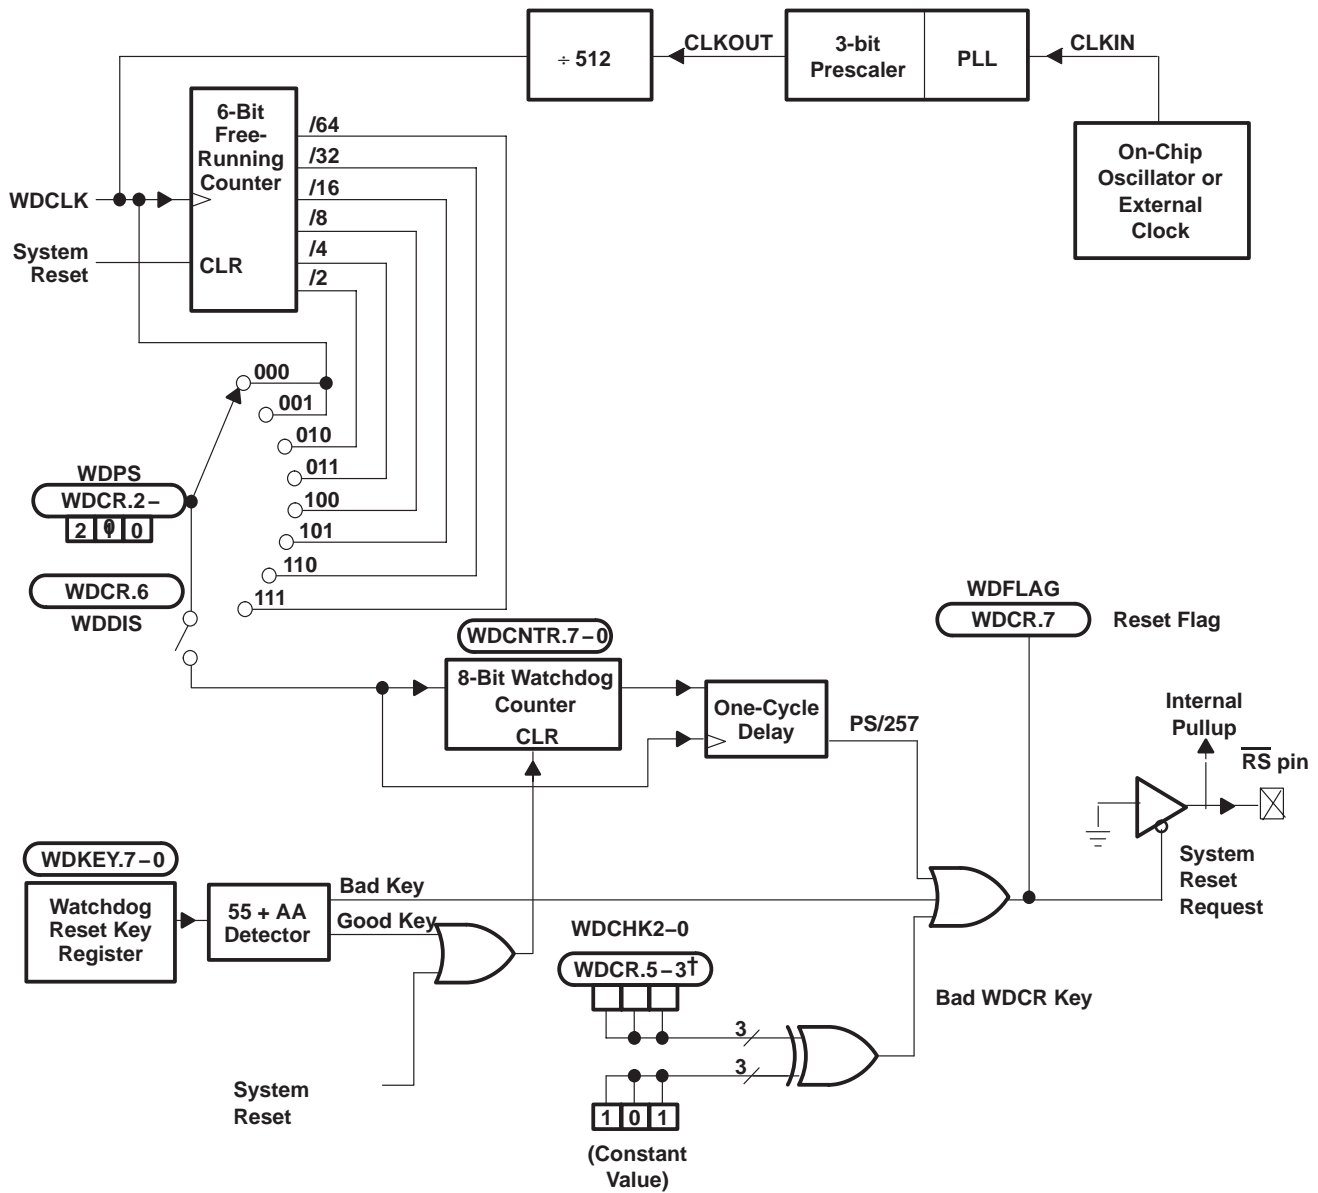 ÷ 512
CLKOUT
3-bit
Prescaler
PLL
CLKIN
On-Chip
Oscillator or
External
Clock
6-Bit
Free-
Running
Counter
CLR
/64
/32
/16
/8
/4
/2
WDCLK
System
Reset
000
001
010
011
100
101
110
111
WDPS
WDCR.2–
2 0 0
WDCR.6
WDDIS
WDCNTR.7–0
8-Bit Watchdog
Counter
CLR
One-Cycle
Delay
PS/257
WDFLAG
WDCR.7
Reset Flag
Internal
Pullup
RS pin
System
Reset
Request
WDKEY.7–0
Watchdog
Reset Key
Register
55 + AA
Detector
Bad Key
Good Key
System
Reset
WDCHK2–0
WDCR.5–3†
3
3
1 0 1
(Constant
Value)
Bad WDCR Key